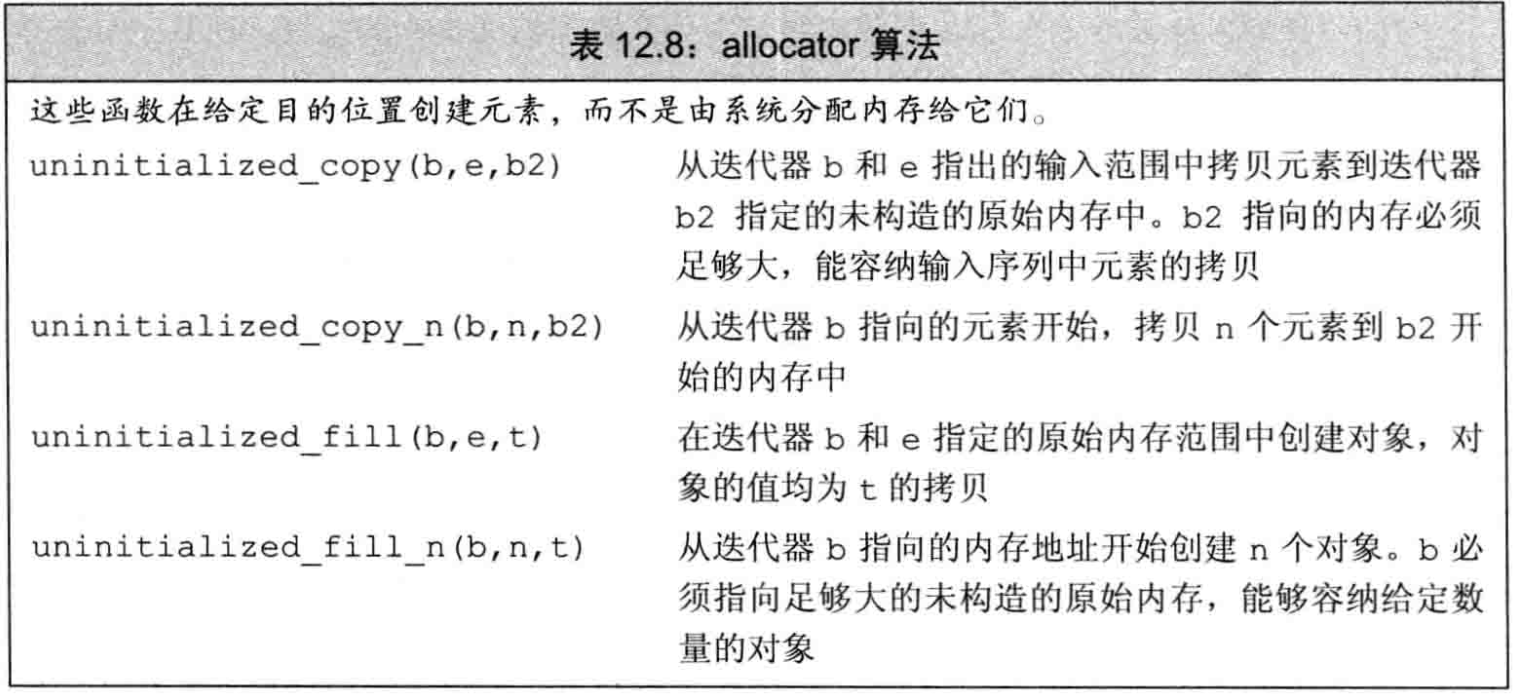 表 12.8：allocator 算法
这些函数在给定目的位置创建元素，而不是由系统分配内存给它们。
uninitialized_copy(b,e,b2) 从迭代器 b 和 e 指出的输入范围中拷贝元素到迭代器
b2 指定的未构造的原始内存中。b2 指向的内存必须
足够大，能容纳输入序列中元素的拷贝
uninitialized_copy_n(b,n,b2) 从迭代器 b 指向的元素开始，拷贝 n 个元素到 b2 开
始的内存中
uninitialized_fill(b,e,t) 在迭代器 b 和 e 指定的原始内存范围中创建对象，对
象的值均为 t 的拷贝
uninitialized_fill_n(b,n,t) 从迭代器 b 指向的内存地址开始创建 n 个对象。b 必
须指向足够大的未构造的原始内存，能够容纳给定数
量的对象